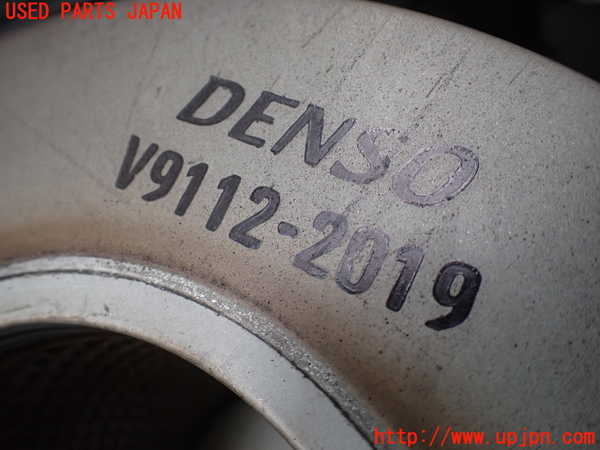 USED PARTS JAPAN
DENSO
V9112-2019
http://www.upjpn.com